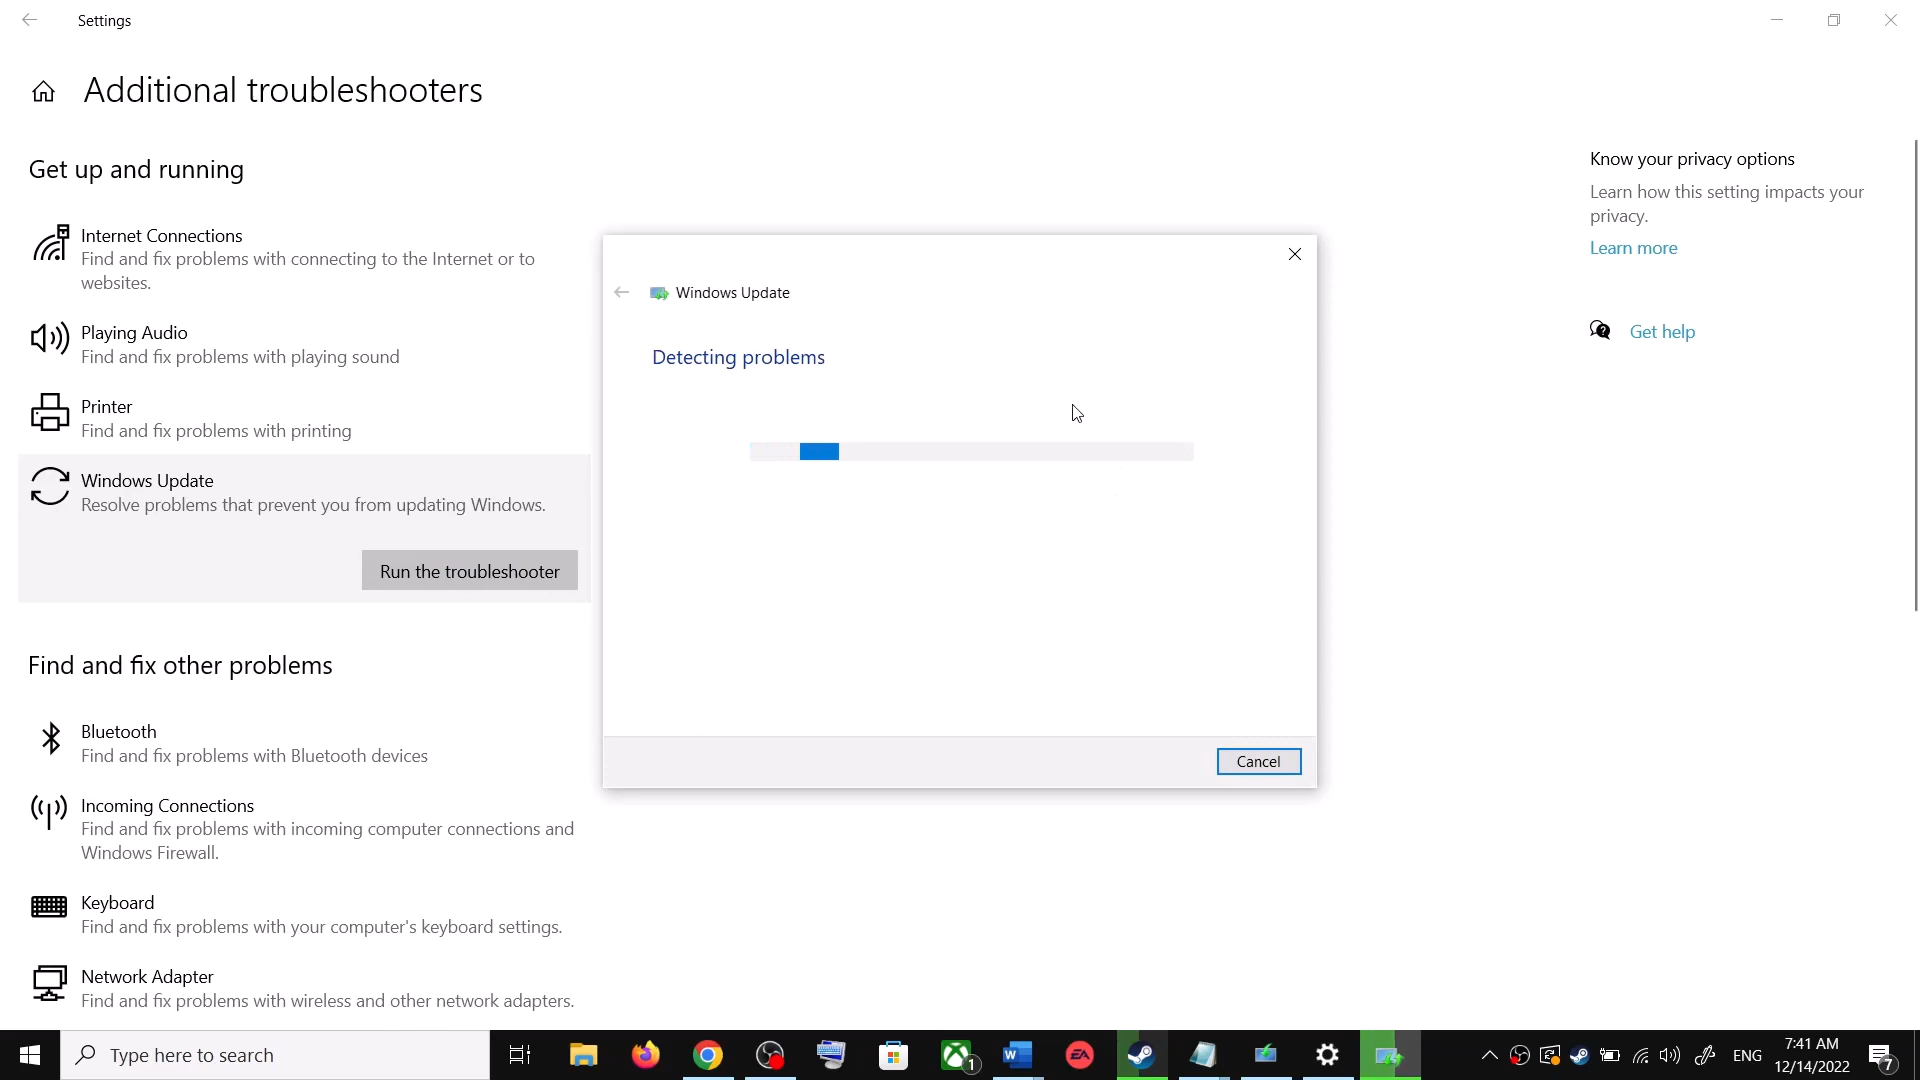 Settings
Additional troubleshooters
Get up and running
Internet Connections
Find and fix problems with connecting to the Internet or to
websites.
Playing Audio
Find and fix problems with playing sound
Printer
Find and fix problems with printing
Windows Update
Resolve problems that prevent you from updating Windows.
Run the troubleshooter
Find and fix other problems
Bluetooth
Find and fix problems with Bluetooth devices
Incoming Connections
Find and fix problems with incoming computer connections and
Windows Firewall.
Keyboard
Find and fix problems with your computer's keyboard settings.
Network Adapter
Find and fix problems with wireless and other network adapters.
Windows Update
Detecting problems
Cancel
Know your privacy options
Learn how this setting impacts your
privacy.
Learn more
Get help
Type here to search
1
W
EA
ENG
7:41 AM
12/14/2022
7